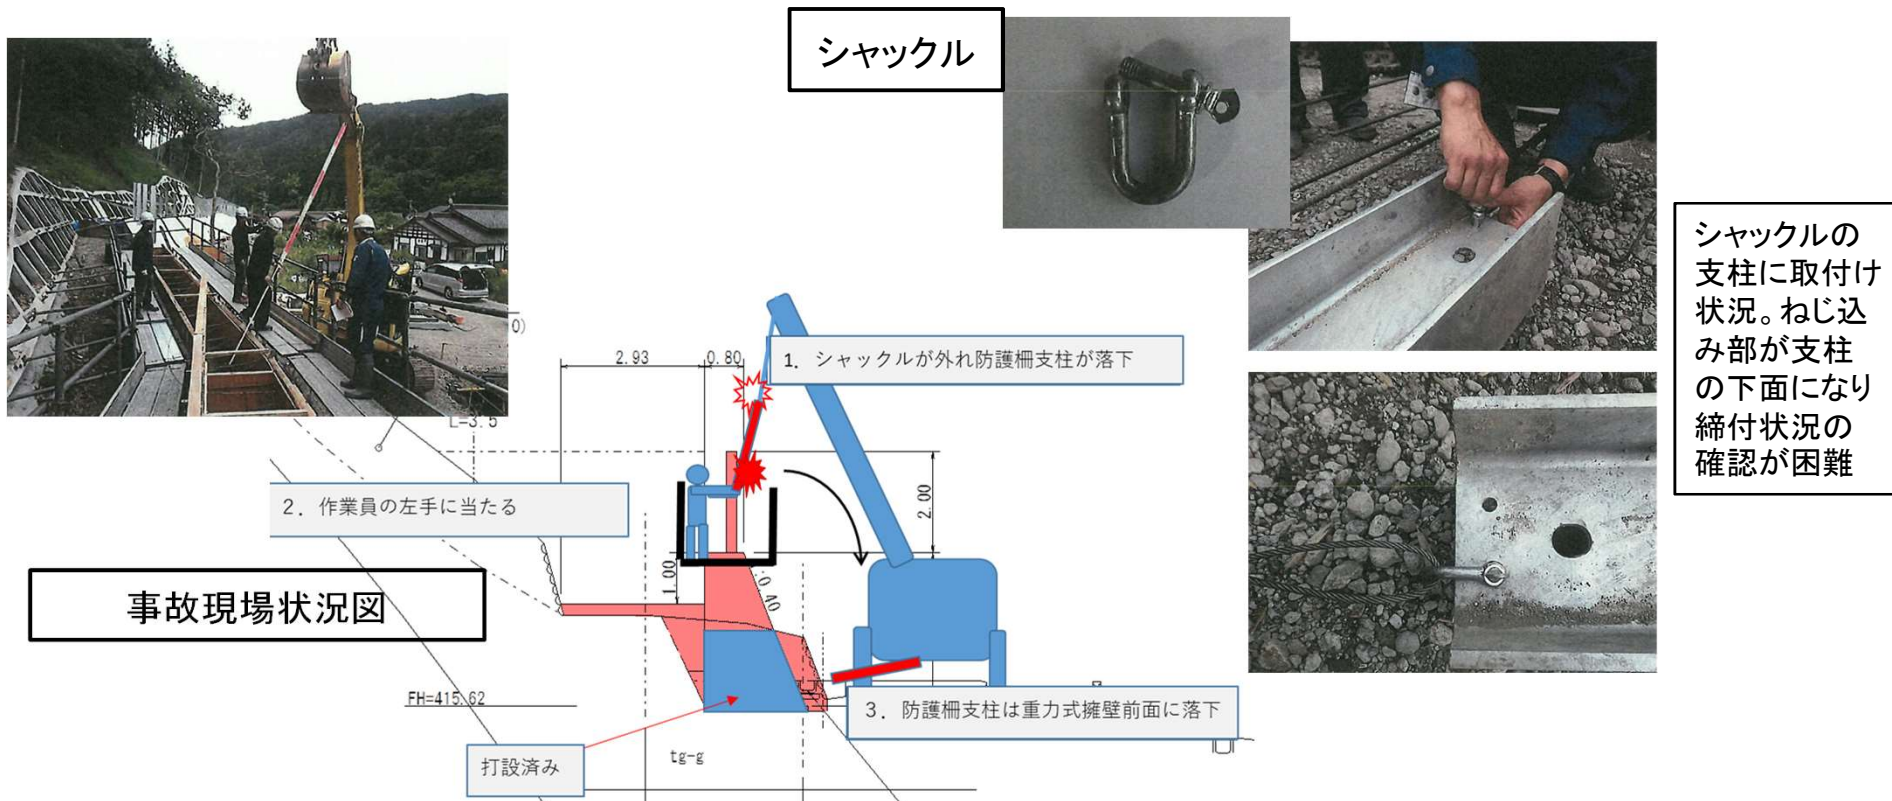 シャックル
シャックルの
支柱に取付け
状況。ねじ込
み部が支柱
の下面になり
締付状況の
確認が困難
0)
2.93
0.80
1．シャックルが外れ防護柵支柱が落下
L=3.5
2．作業員の左手に当たる
2.00
1.00
:0.40
事故現場状況図
FH=415.62
3．防護柵支柱は重力式擁壁前面に落下
打設済み
tg-g